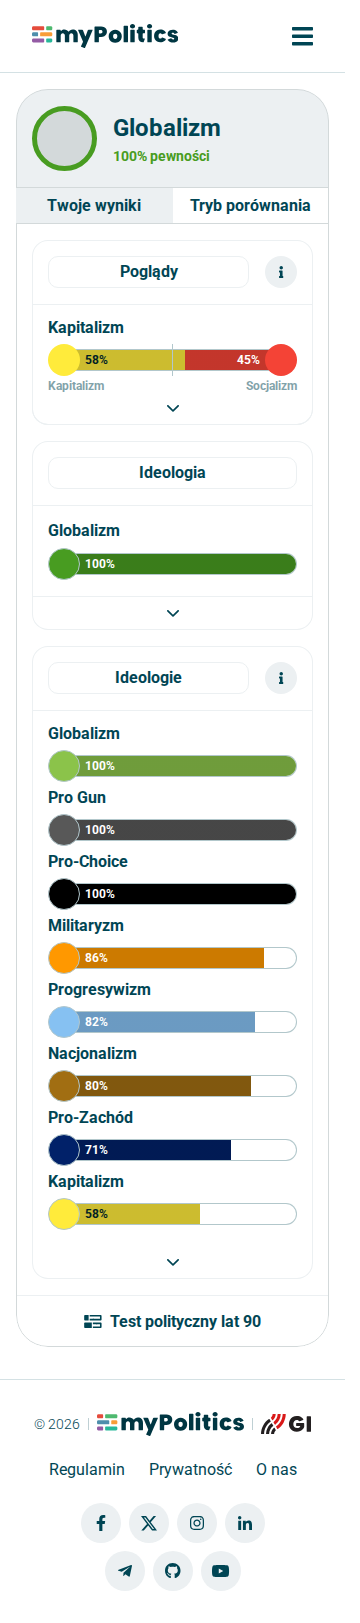 myPolitics
Globalizm
100% pewności
Twoje wyniki
Tryb porównania
Poglądy
Kapitalizm
58% 45%
Kapitalizm Socjalizm
Ideologia
Globalizm
100%
Ideologie
Globalizm
100%
Pro Gun
100%
Pro-Choice
100%
Militaryzm
86%
Progresywizm
82%
Nacjonalizm
80%
Pro-Zachód
71%
Kapitalizm
58%
Test polityczny lat 90
© 2026 myPolitics GI
Regulamin Prywatność O nas